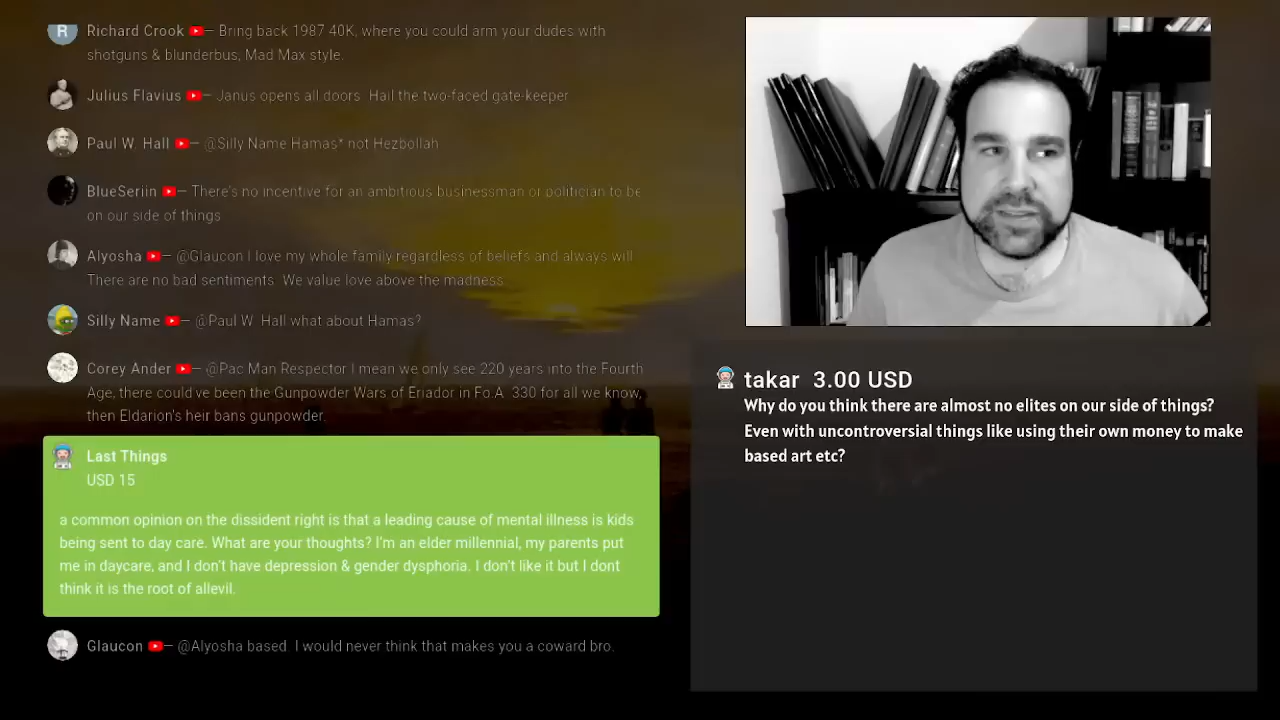 R
Richard Crook — Bring back 1987 40K, where you could arm your dudes with
shotguns & blunderbus, Mad Max style.
Julius Flavius — Janus opens all doors. Hail the two-faced gate-keeper
Paul W. Hall — @Silly Name Hamas* not Hezbollah
BlueSeriin — There's no incentive for an ambitious businessman or politician to be
on our side of things
Alyosha — @Glaucon I love my whole family regardless of beliefs and always will.
There are no bad sentiments. We value love above the madness.
Silly Name — @Paul W. Hall what about Hamas?
Corey Ander — @Pac Man Respector I mean we only see 220 years into the Fourth
Age, there could've been the Gunpowder Wars of Eriador in Fo.A. 330 for all we know,
then Eldarion's heir bans gunpowder.
Last Things
USD 15
a common opinion on the dissident right is that a leading cause of mental illness is kids
being sent to day care. What are your thoughts? I'm an elder millennial, my parents put
me in daycare, and I don't have depression & gender dysphoria. I don't like it but I dont
think it is the root of allevil.
Glaucon — @Alyosha based. I would never think that makes you a coward bro.
takar 3.00 USD
Why do you think there are almost no elites on our side of things?
Even with uncontroversial things like using their own money to make
based art etc?